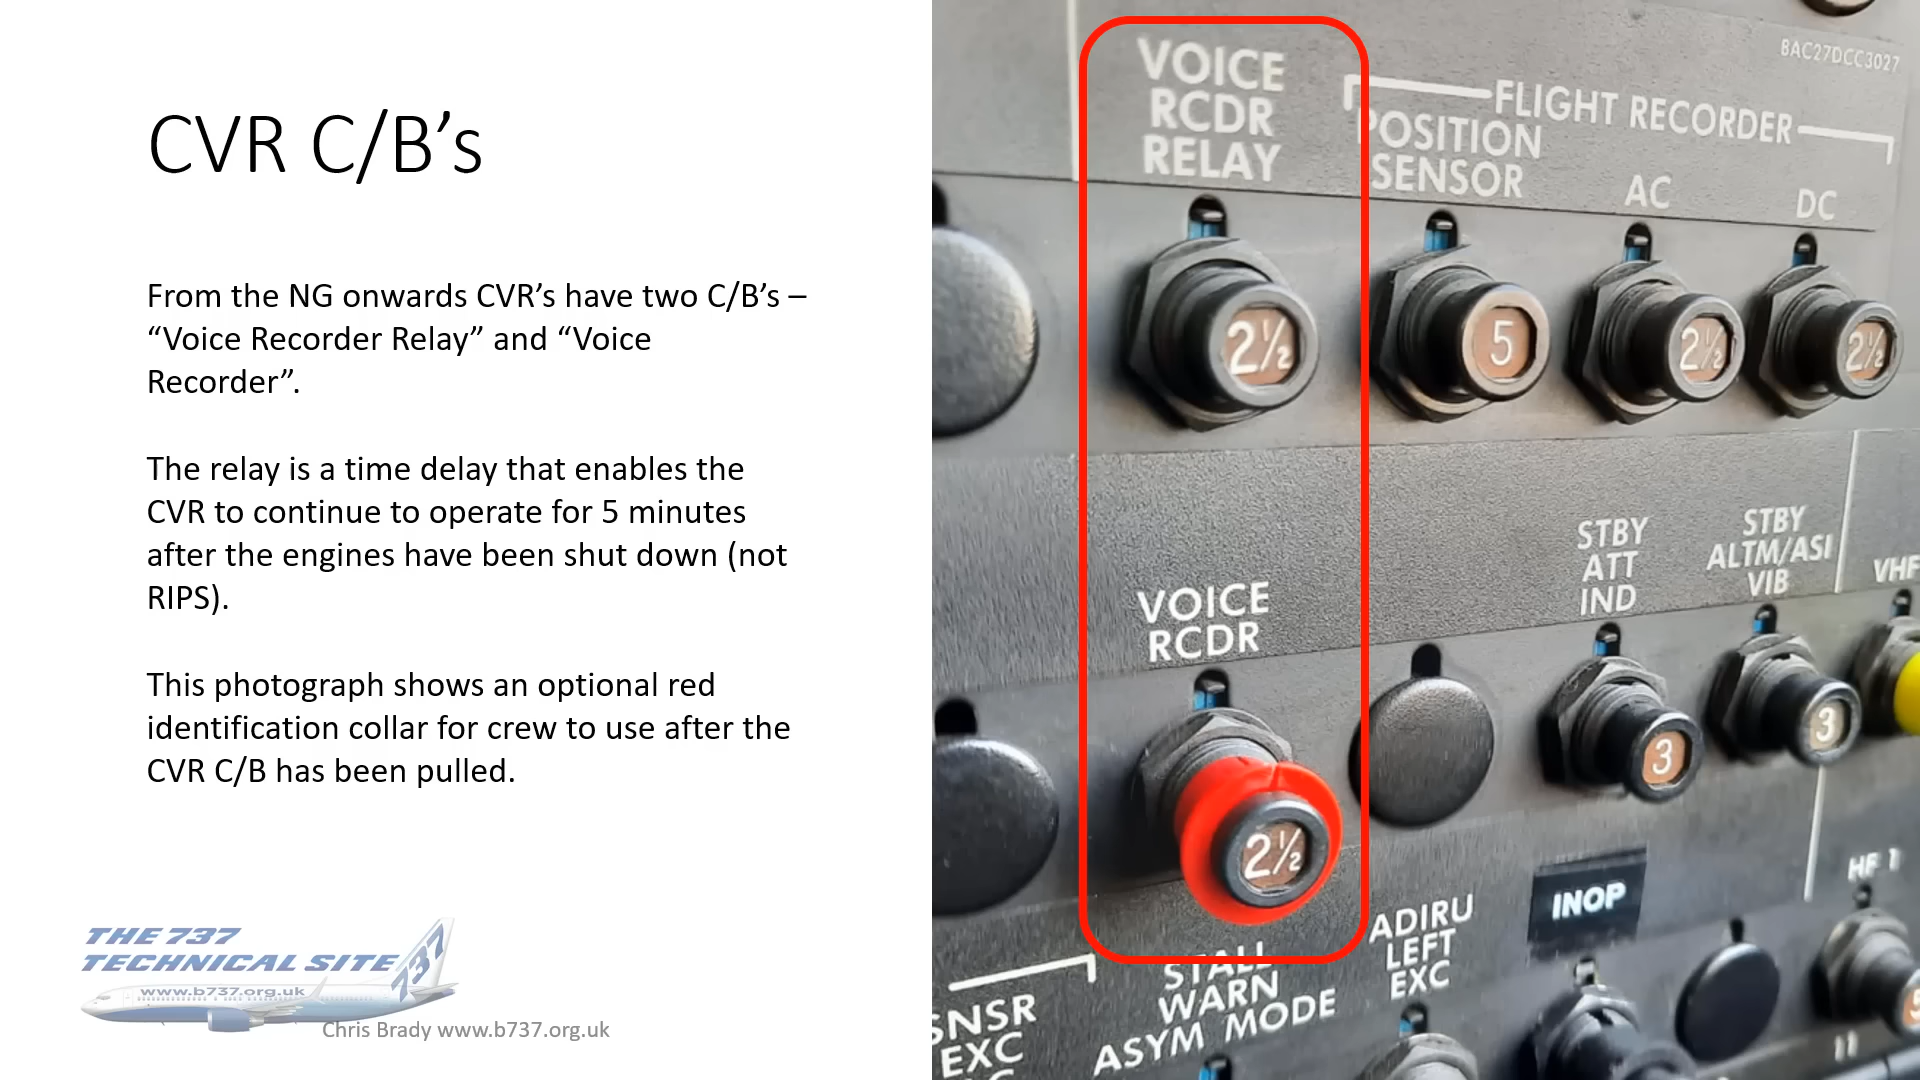 CVR C/B’s
From the NG onwards CVR’s have two C/B’s –
“Voice Recorder Relay” and “Voice
Recorder”.
The relay is a time delay that enables the
CVR to continue to operate for 5 minutes
after the engines have been shut down (not
RIPS).
This photograph shows an optional red
identification collar for crew to use after the
CVR C/B has been pulled.
THE 737
TECHNICAL SITE
737
www.b737.org.uk
Chris Brady www.b737.org.uk
BAC27DCC3027
VOICE
RCDR
RELAY
FLIGHT RECORDER
POSITION
SENSOR
AC
DC
2½
5
2½
2½
VOICE
RCDR
STBY
ATT
IND
STBY
ALTM/ASI
VIB
VHF
2½
3
3
SNSR
EXC
STALL
WARN
ASYM MODE
ADIRU
LEFT
EXC
INOP
HF 1
5